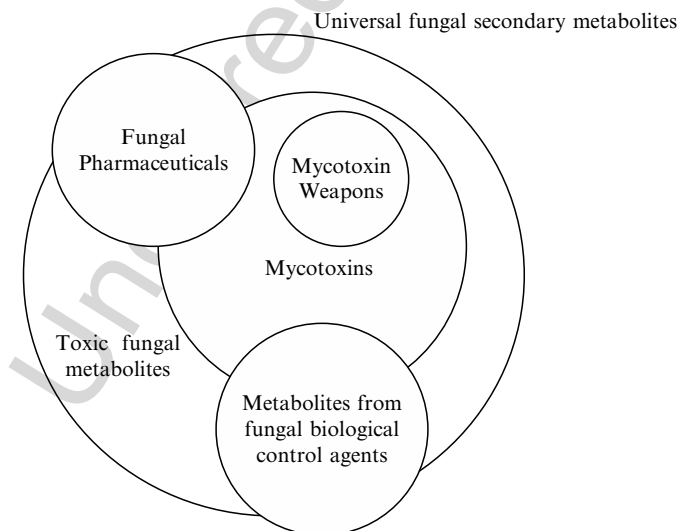 Universal fungal secondary metabolites
Fungal
Pharmaceuticals
Mycotoxin
Weapons
Mycotoxins
Toxic fungal
metabolites
Metabolites from
fungal biological
control agents